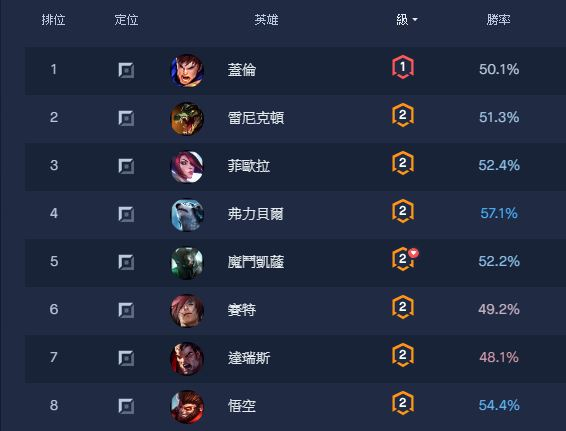 排位 定位 英雄 級 勝率
1 蓋倫 1 50.1%
2 雷尼克頓 2 51.3%
3 菲歐拉 2 52.4%
4 弗力貝爾 2 57.1%
5 魔鬥凱薩 2 52.2%
6 賽特 2 49.2%
7 達瑞斯 2 48.1%
8 悟空 2 54.4%